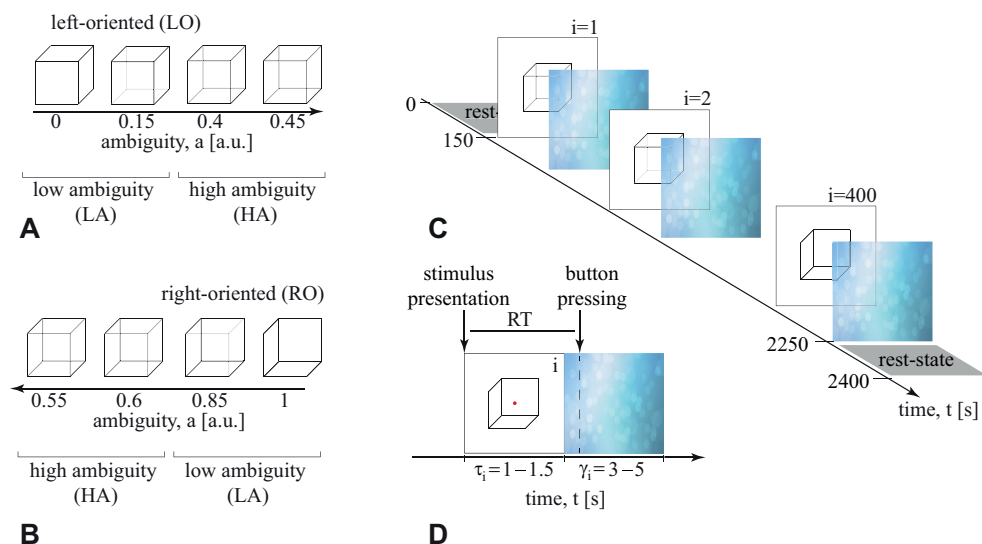 left-oriented (LO)
0 0.15 0.4 0.45
ambiguity, a [a.u.]
low ambiguity
(LA)
high ambiguity
(HA)
A
right-oriented (RO)
0.55 0.6 0.85 1
ambiguity, a [a.u.]
high ambiguity
(HA)
low ambiguity
(LA)
B
C
i=1
0
rest-
150
i=2
i=400
2250
rest-state
2400
time, t [s]
stimulus
presentation
button
pressing
RT
i
τi=1−1.5 γi=3−5
time, t [s]
D